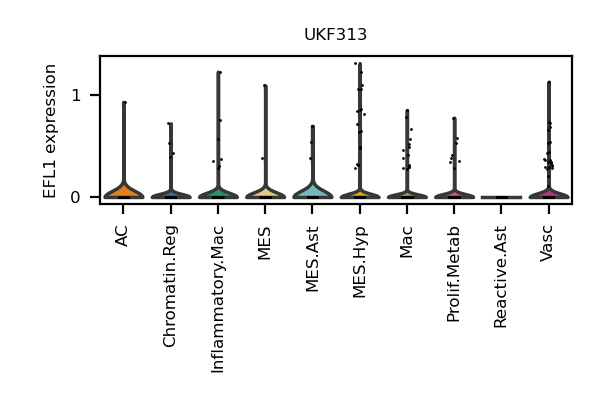 UKF313
EFL1 expression
1
0
AC
Chromatin.Reg
Inflammatory.Mac
MES
MES.Ast
MES.Hyp
Mac
Prolif.Metab
Reactive.Ast
Vasc